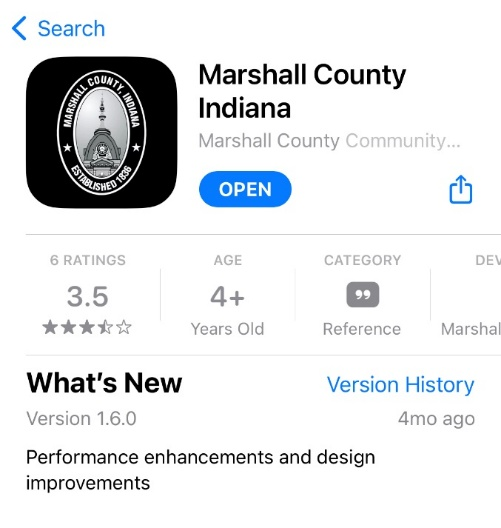 Search
MARSHALL COUNTY, INDIANA
ESTABLISHED 1836
Marshall County
Indiana
Marshall County Community...
OPEN
6 RATINGS
AGE
CATEGORY
DEV
3.5
4+
Years Old
Reference
Marshal
What's New
Version History
Version 1.6.0
4mo ago
Performance enhancements and design
improvements